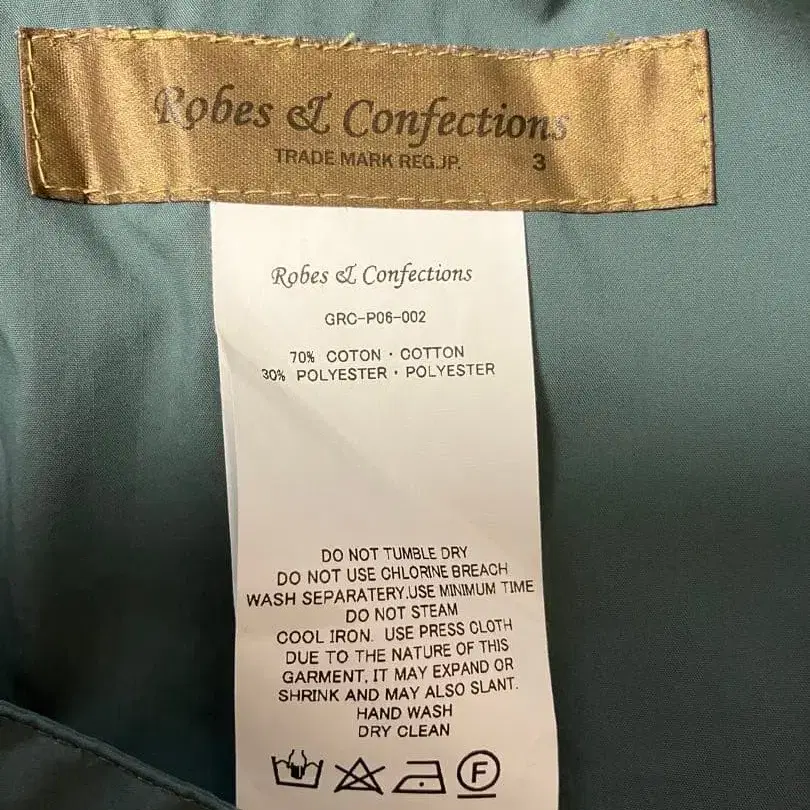 Robes & Confections
TRADE MARK REG.JP. 3
Robes & Confections
GRC-P06-002
70% COTON・COTTON
30% POLYESTER・POLYESTER
DO NOT TUMBLE DRY
DO NOT USE CHLORINE BREACH
WASH SEPARATERY.USE MINIMUM TIME
DO NOT STEAM
COOL IRON. USE PRESS CLOTH
DUE TO THE NATURE OF THIS
GARMENT, IT MAY EXPAND OR
SHRINK AND MAY ALSO SLANT.
HAND WASH
DRY CLEAN
F